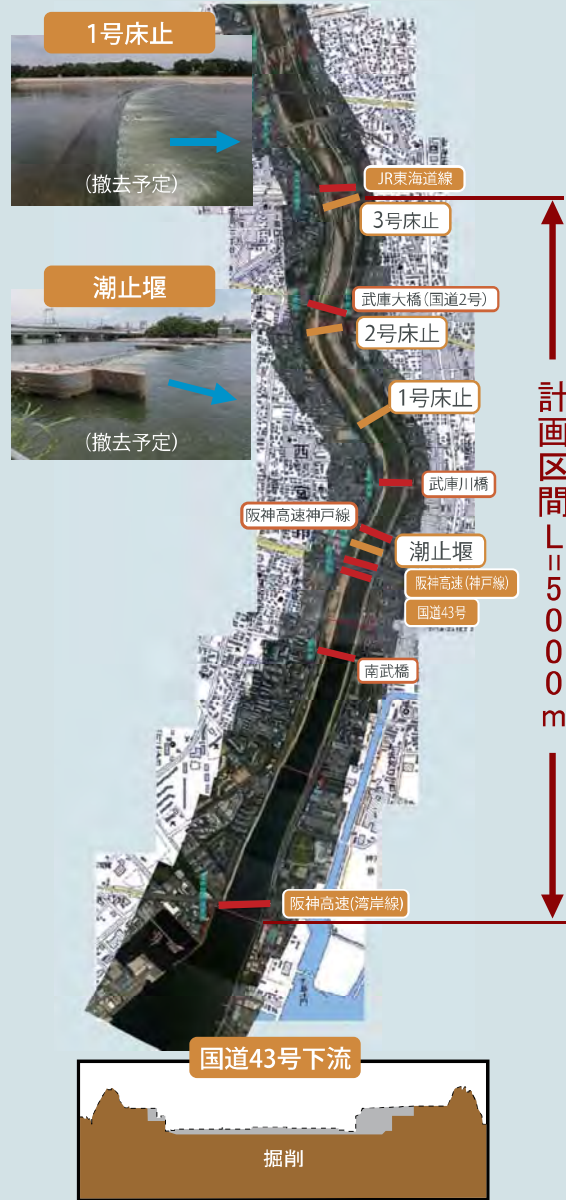 1号床止
(撤去予定)
JR東海道線
3号床止
潮止堰
武庫大橋(国道2号)
2号床止
(撤去予定)
1号床止
計画区間L=5000m
武庫川橋
阪神高速神戸線
潮止堰
阪神高速(神戸線)
国道43号
南武橋
阪神高速(湾岸線)
国道43号下流
掘削